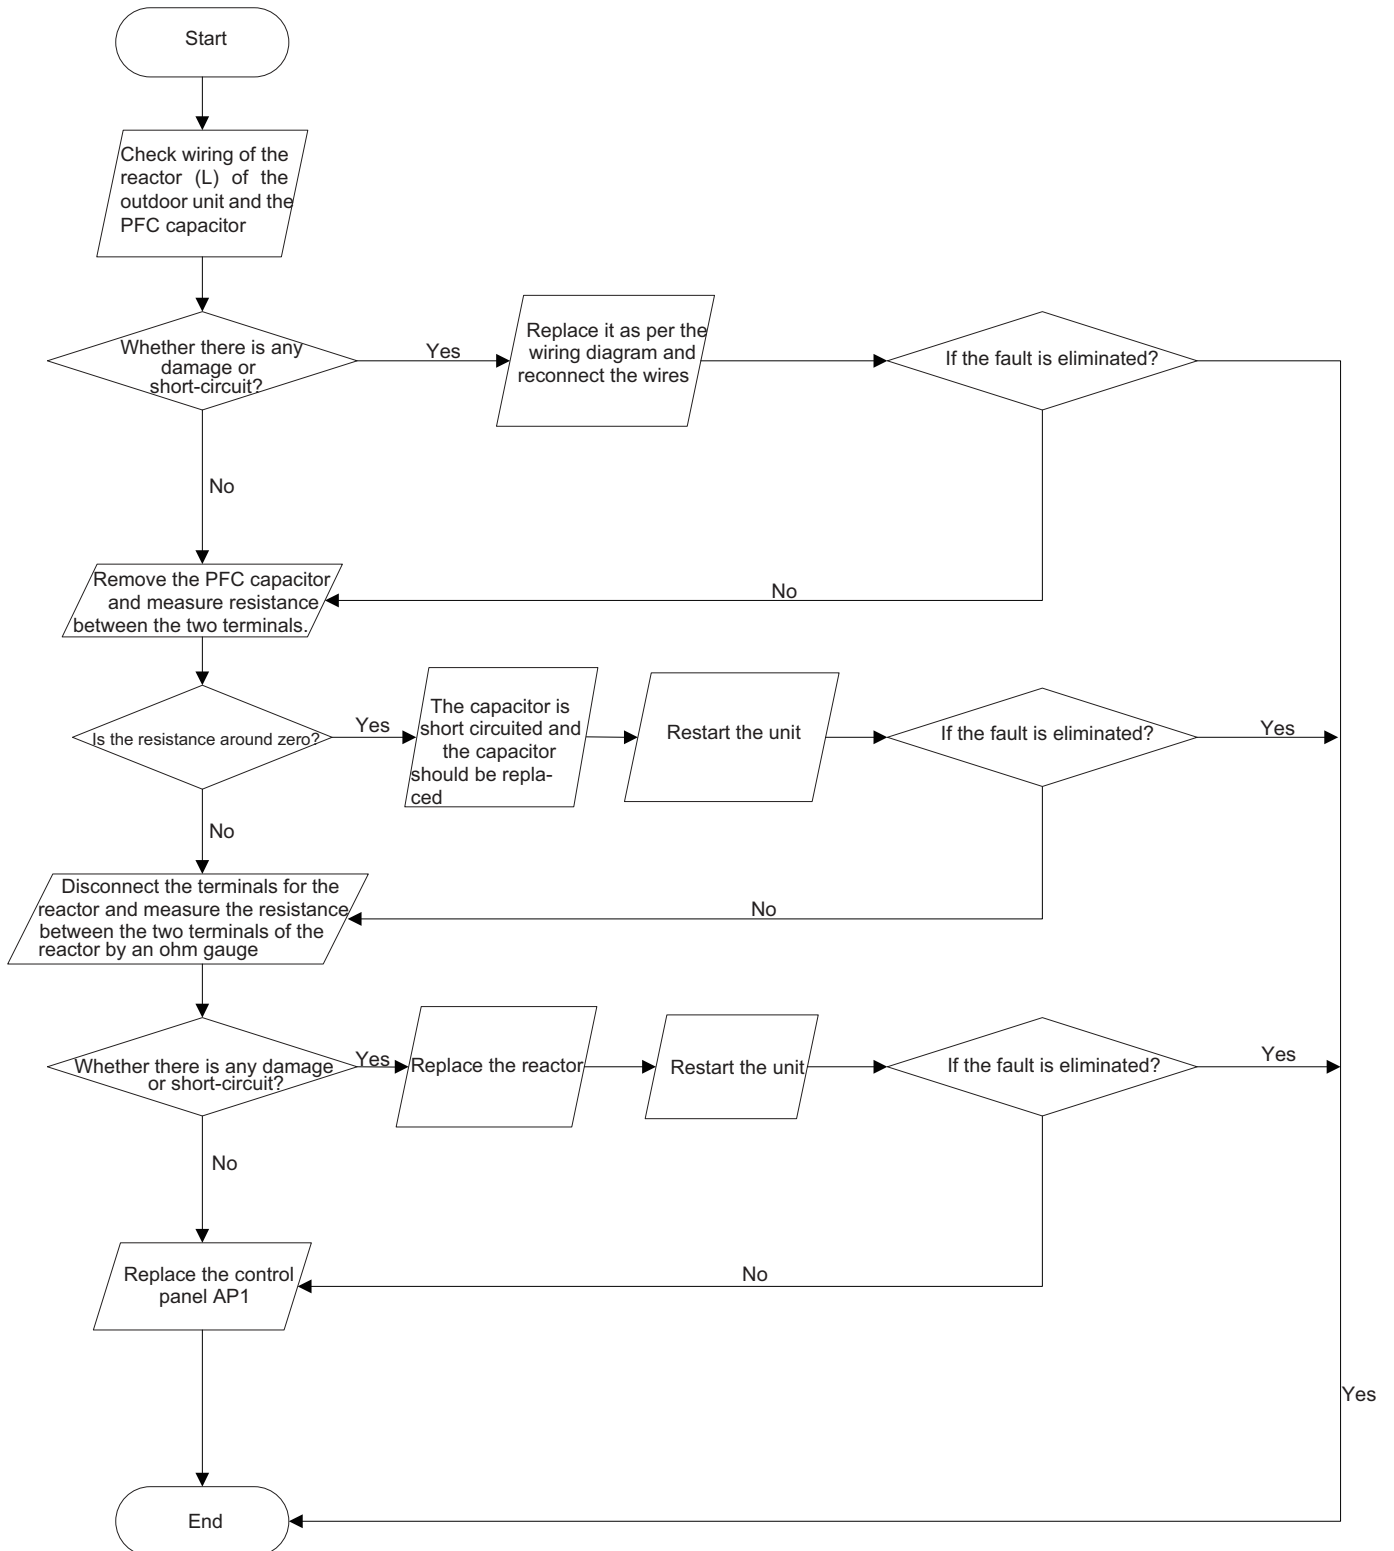 Start
Check wiring of the
reactor (L) of the
outdoor unit and the
PFC capacitor
Whether there is any
damage or
short-circuit?
Yes
Replace it as per the
wiring diagram and
reconnect the wires
If the fault is eliminated?
No
Remove the PFC capacitor
and measure resistance
between the two terminals.
No
Is the resistance around zero?
Yes
The capacitor is
short circuited and
the capacitor
should be repla-
ced
Restart the unit
If the fault is eliminated?
Yes
No
Disconnect the terminals for the
reactor and measure the resistance
between the two terminals of the
reactor by an ohm gauge
No
Whether there is any damage
or short-circuit?
Yes
Replace the reactor
Restart the unit
If the fault is eliminated?
Yes
No
Replace the control
panel AP1
No
Yes
End